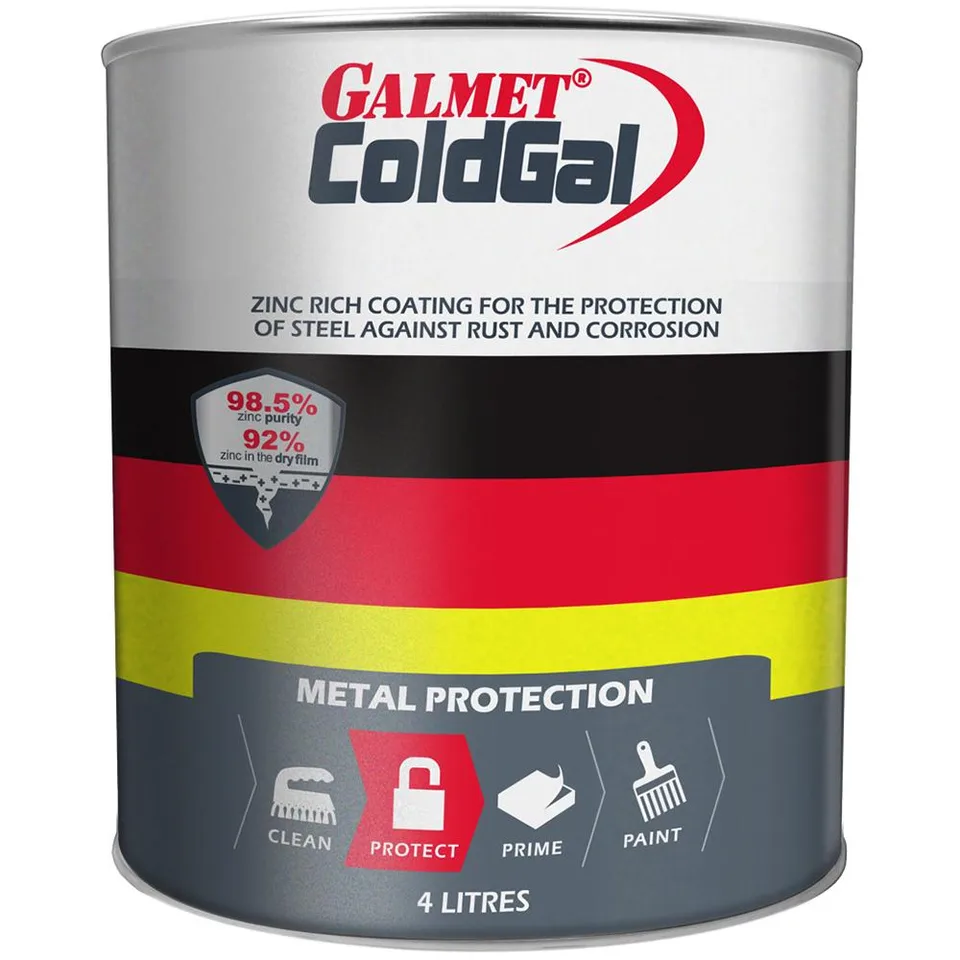 GALMET®
ColdGal
ZINC RICH COATING FOR THE PROTECTION
OF STEEL AGAINST RUST AND CORROSION
98.5%
zinc purity
92%
zinc in the dry film
METAL PROTECTION
CLEAN
PROTECT
PRIME
PAINT
4 LITRES